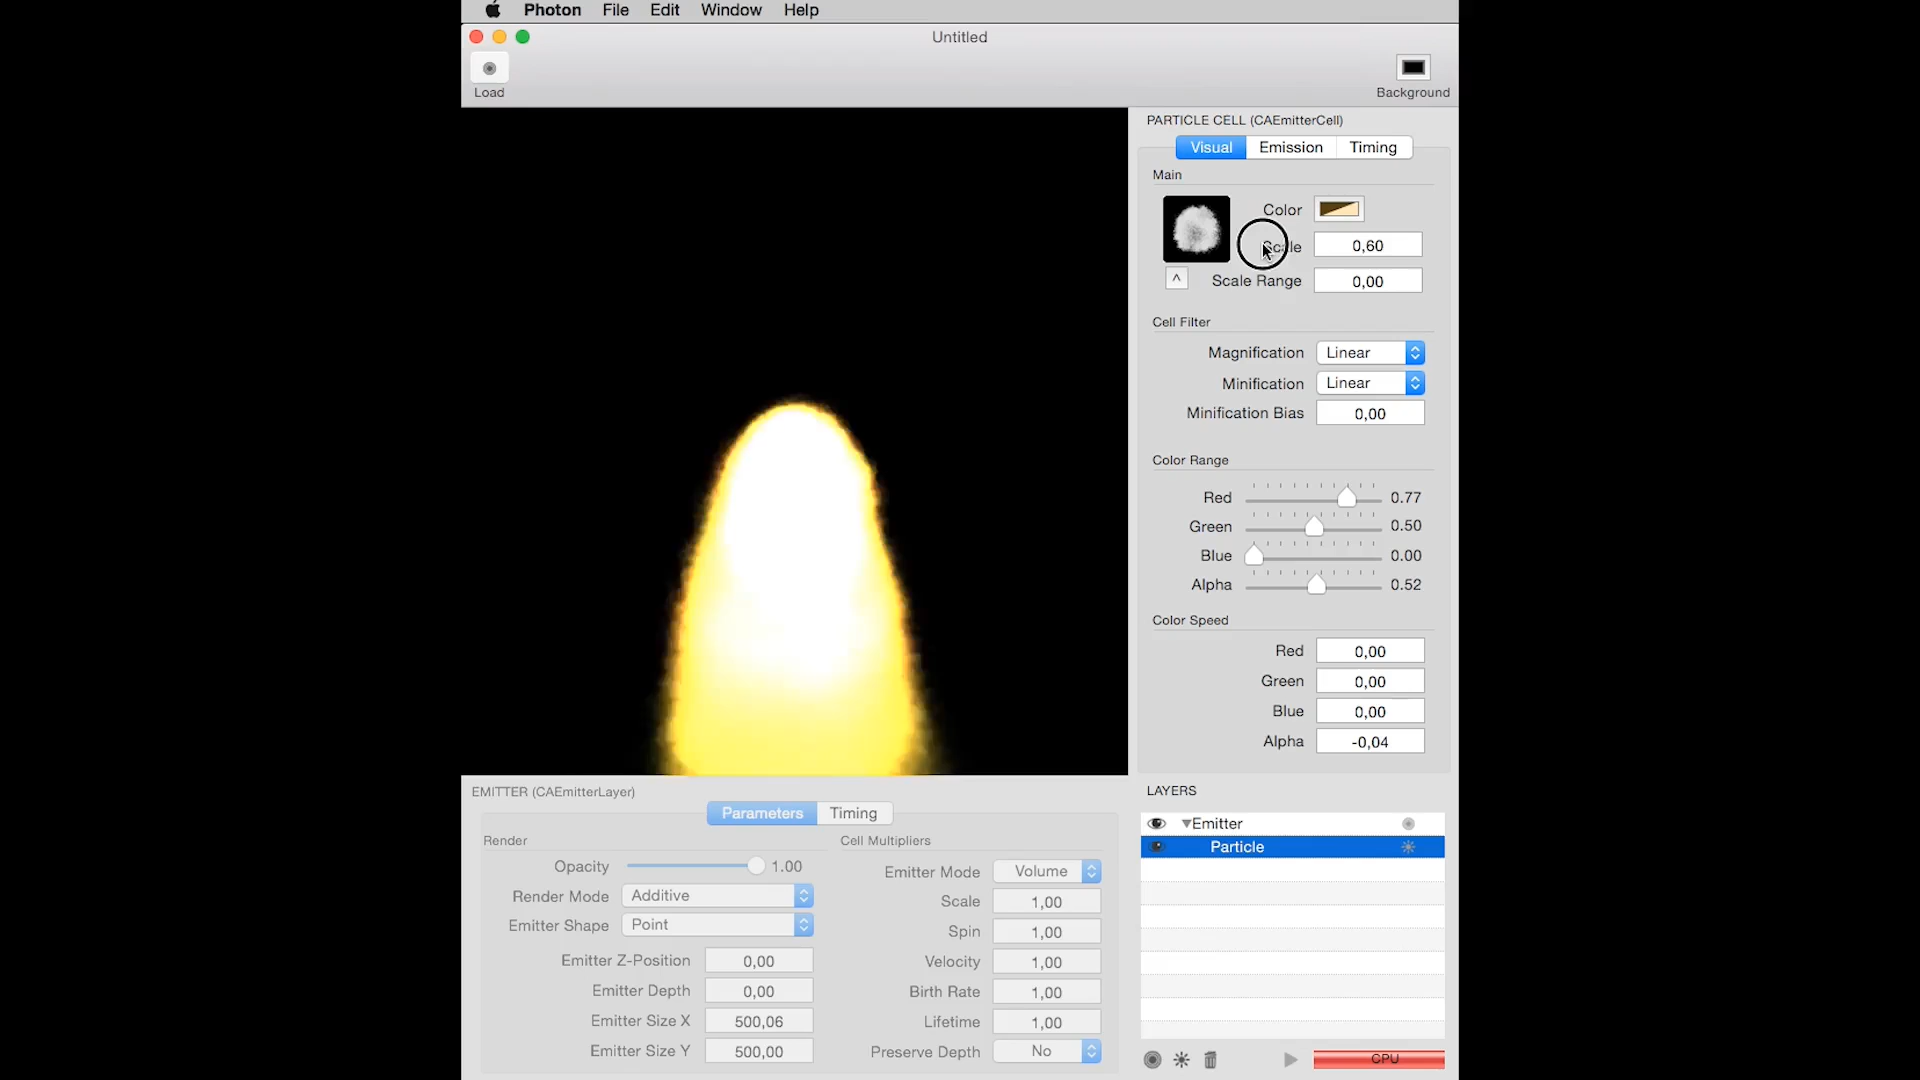 Photon File Edit Window Help
Untitled
Load
Background
PARTICLE CELL (CAEmitterCell)
Visual Emission Timing
Main
Color
Scale 0,60
^ Scale Range 0,00
Cell Filter
Magnification Linear
Minification Linear
Minification Bias 0,00
Color Range
Red 0.77
Green 0.50
Blue 0.00
Alpha 0.52
Color Speed
Red 0,00
Green 0,00
Blue 0,00
Alpha -0,04
EMITTER (CAEmitterLayer)
Parameters Timing
Render
Opacity 1.00
Render Mode Additive
Emitter Shape Point
Emitter Z-Position 0,00
Emitter Depth 0,00
Emitter Size X 500,06
Emitter Size Y 500,00
Cell Multipliers
Emitter Mode Volume
Scale 1,00
Spin 1,00
Velocity 1,00
Birth Rate 1,00
Lifetime 1,00
Preserve Depth No
LAYERS
Emitter
Particle
CPU